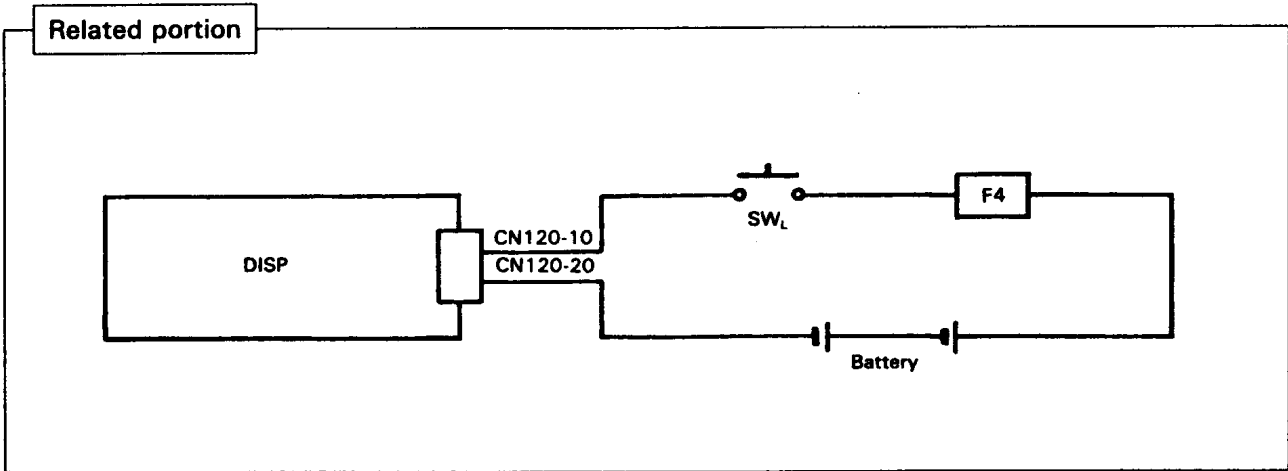 Related portion
CN120-10
SW_L
F4
DISP
CN120-20
Battery